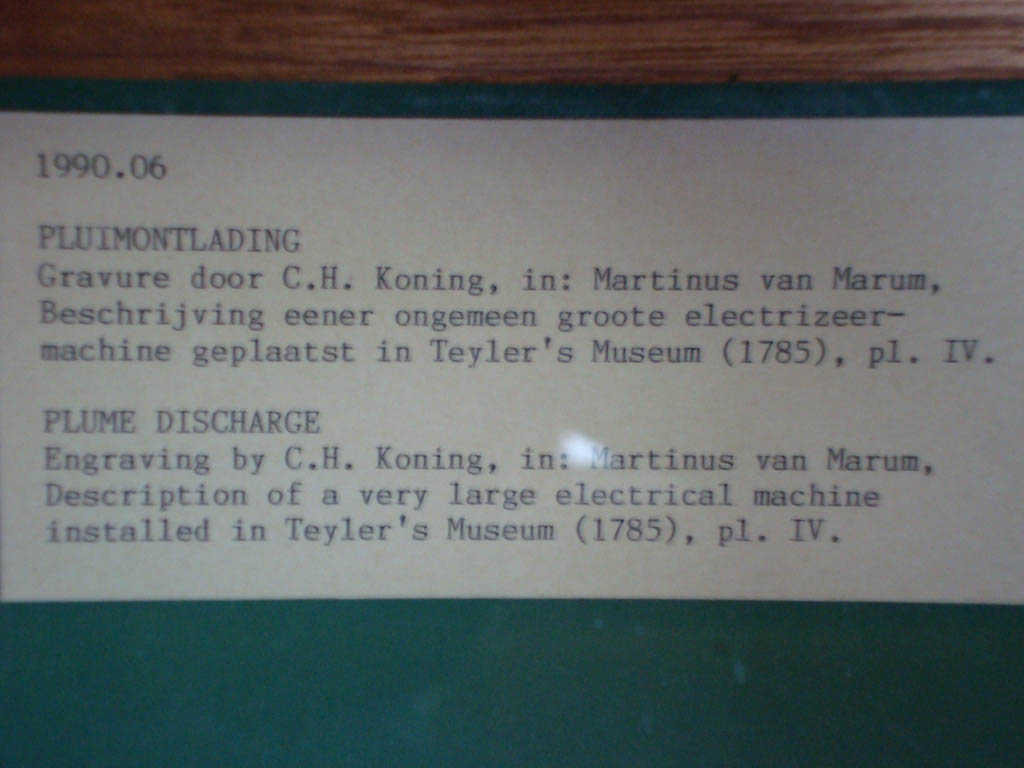 1990.06
PLUIMONTLADING
Gravure door C.H. Koning, in: Martinus van Marum,
Beschrijving eener ongemeen groote electrizeer-
machine geplaatst in Teyler's Museum (1785), pl. IV.
PLUME DISCHARGE
Engraving by C.H. Koning, in: Martinus van Marum,
Description of a very large electrical machine
installed in Teyler's Museum (1785), pl. IV.